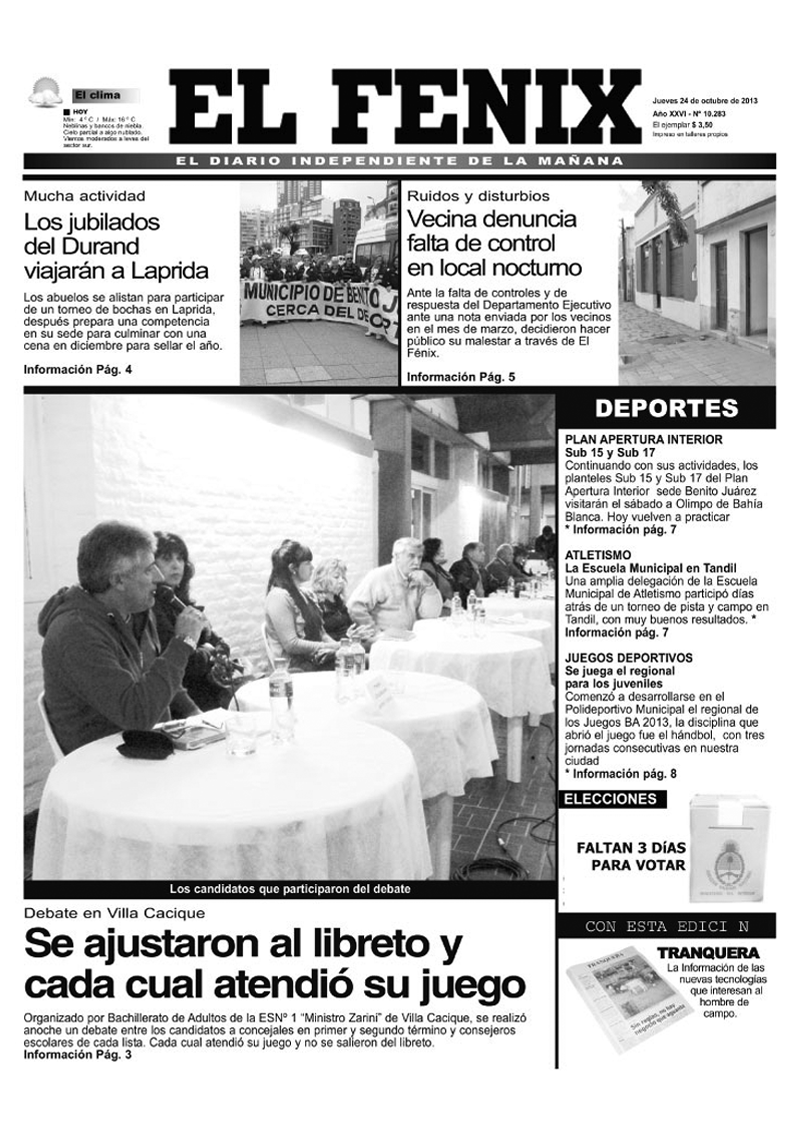 El clima
HOY
Mín: 4 º C / Máx: 16 º C
Neblinas y bancos de niebla.
Cielo parcial a algo nublado.
Vientos moderados a leves del
sector sur.
EL FENIX
Jueves 24 de octubre de 2013
Año XXVI - Nº 10.283
El ejemplar $ 3,50
Impreso en talleres propios
EL DIARIO INDEPENDIENTE DE LA MAÑANA
Mucha actividad
Los jubilados
del Durand
viajarán a Laprida
Los abuelos se alistan para participar
de un torneo de bochas en Laprida,
después prepara una competencia
en su sede para culminar con una
cena en diciembre para sellar el año.
Información Pág. 4
MUNICIPIO DE BENITO J
CERCA DEL DEPORT
Ruidos y disturbios
Vecina denuncia
falta de control
en local nocturno
Ante la falta de controles y de
respuesta del Departamento Ejecutivo
ante una nota enviada por los vecinos
en el mes de marzo, decidieron hacer
público su malestar a través de El
Fénix.
Información Pág. 5
Los candidatos que participaron del debate
Debate en Villa Cacique
Se ajustaron al libreto y
cada cual atendió su juego
Organizado por Bachillerato de Adultos de la ESNº 1 “Ministro Zarini” de Villa Cacique, se realizó
anoche un debate entre los candidatos a concejales en primer y segundo término y consejeros
escolares de cada lista. Cada cual atendió su juego y no se salieron del libreto.
Información Pág. 3
DEPORTES
PLAN APERTURA INTERIOR
Sub 15 y Sub 17
Continuando con sus actividades, los
planteles Sub 15 y Sub 17 del Plan
Apertura Interior sede Benito Juárez
visitarán el sábado a Olimpo de Bahía
Blanca. Hoy vuelven a practicar
* Información pág. 7
ATLETISMO
La Escuela Municipal en Tandil
Una amplia delegación de la Escuela
Municipal de Atletismo participó días
atrás de un torneo de pista y campo en
Tandil, con muy buenos resultados. *
Información pág. 7
JUEGOS DEPORTIVOS
Se juega el regional
para los juveniles
Comenzó a desarrollarse en el
Polideportivo Municipal el regional de
los Juegos BA 2013, la disciplina que
abrió el juego fue el hándbol, con tres
jornadas consecutivas en nuestra
ciudad
* Información pág. 8
ELECCIONES
FALTAN 3 DíAS
PARA VOTAR
CON ESTA EDICI N
TRANQUERA
La Información de las
nuevas tecnologías
que interesan al
hombre de
campo.
TRANQUERA
Sin reglas, no hay
negocio que aguante